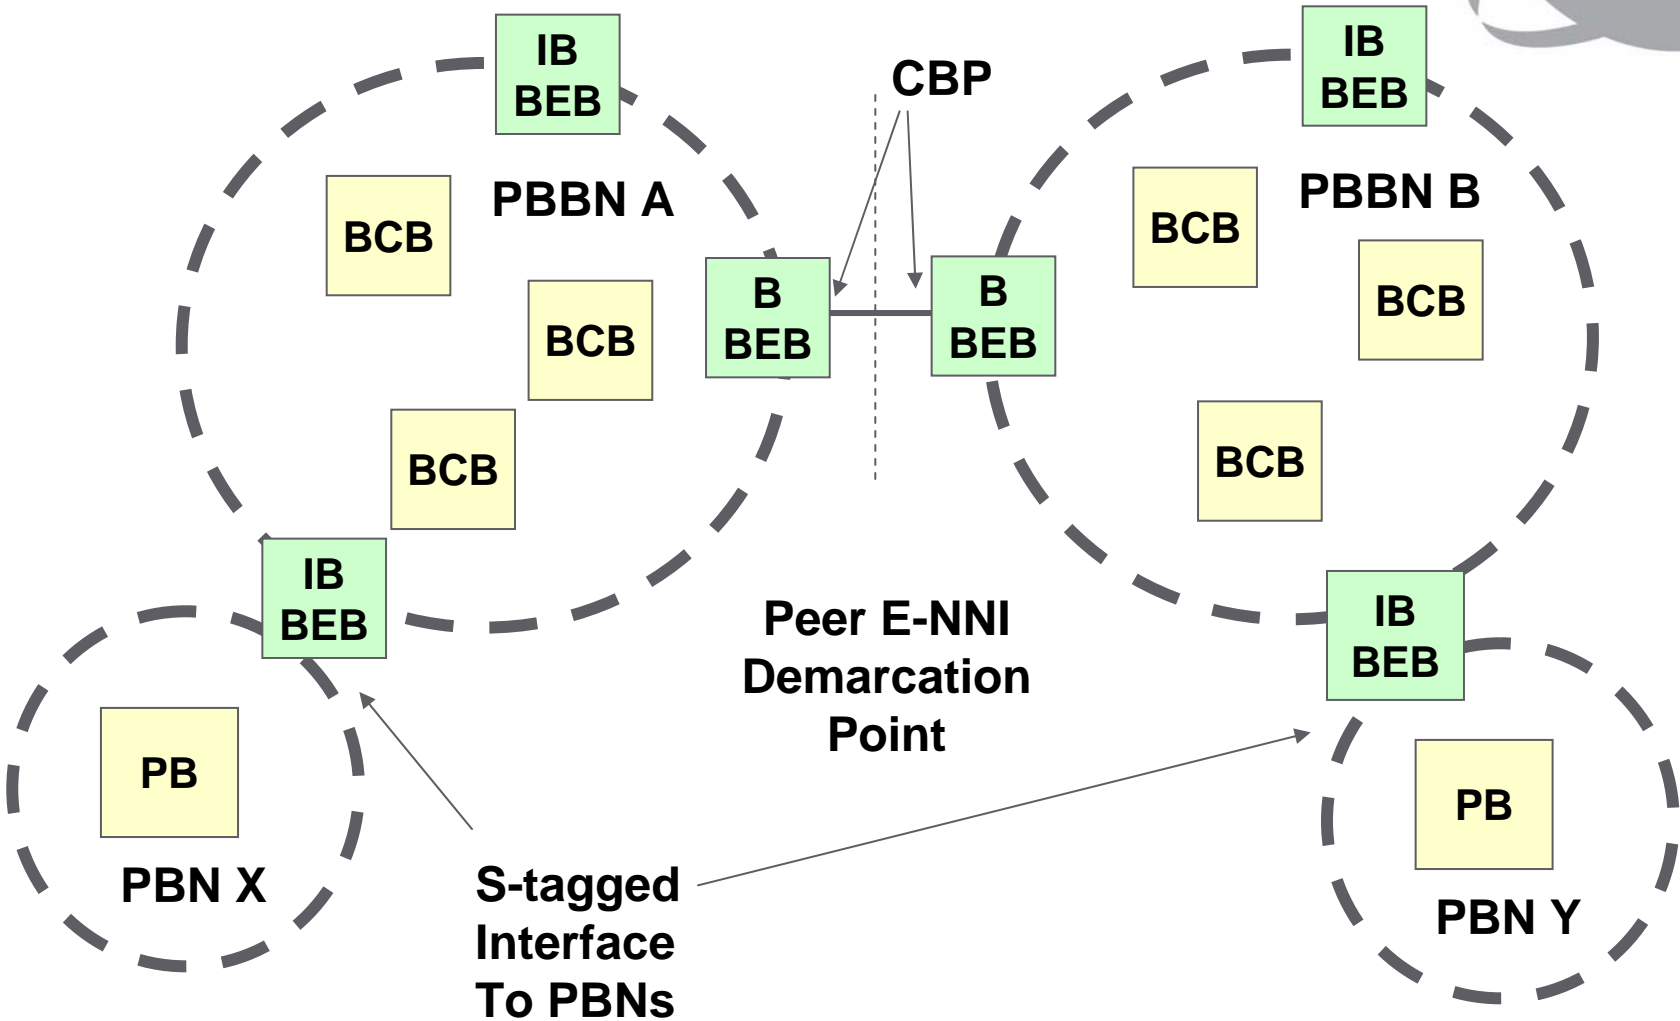 IB
BEB
CBP
IB
BEB
PBBN A
PBBN B
BCB
BCB
BCB
BCB
B
BEB
B
BEB
BCB
BCB
IB
BEB
Peer E-NNI
Demarcation
Point
IB
BEB
PB
PBN X
S-tagged
Interface
To PBNs
PB
PBN Y